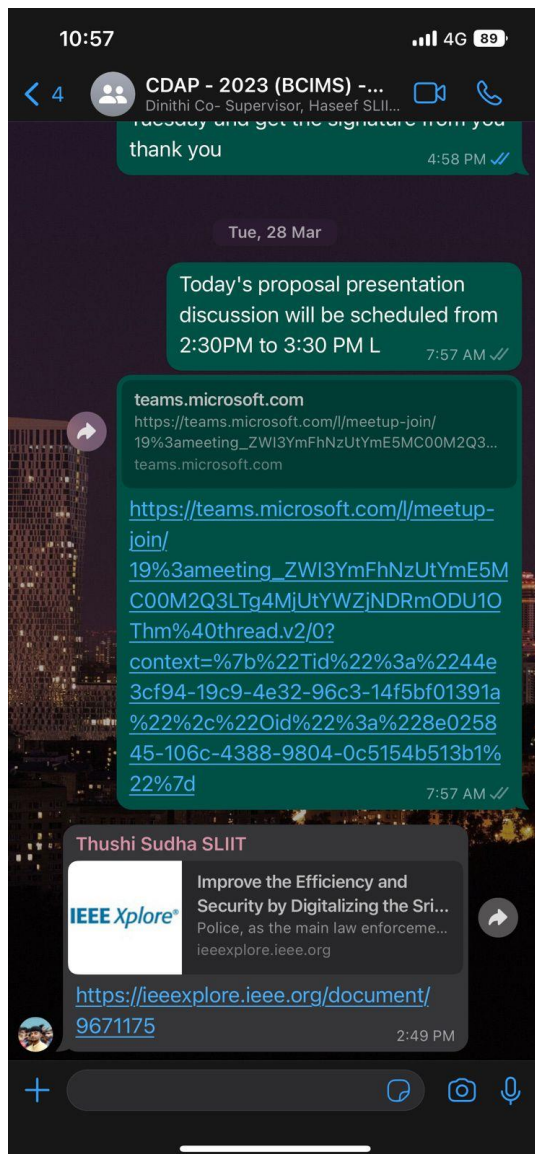 10:57
4G 89
4 CDAP - 2023 (BCIMS) -...
Dinithi Co- Supervisor, Haseef SLII...
Tuesday and get the signature from you
thank you
4:58 PM
Tue, 28 Mar
Today's proposal presentation
discussion will be scheduled from
2:30PM to 3:30 PM L
7:57 AM
teams.microsoft.com
https://teams.microsoft.com/l/meetup-join/
19%3ameeting_ZWI3YmFhNzUtYmE5MC00M2Q3...
teams.microsoft.com
https://teams.microsoft.com/l/meetup-
join/
19%3ameeting_ZWI3YmFhNzUtYmE5M
C00M2Q3LTg4MjUtYWZjNDRmODU1O
Thm%40thread.v2/0?
context=%7b%22Tid%22%3a%2244e
3cf94-19c9-4e32-96c3-14f5bf01391a
%22%2c%22Oid%22%3a%228e0258
45-106c-4388-9804-0c5154b513b1%
22%7d
7:57 AM
Thushi Sudha SLIIT
IEEE Xplore®
Improve the Efficiency and
Security by Digitalizing the Sri...
Police, as the main law enforceme...
ieeexplore.ieee.org
https://ieeexplore.ieee.org/document/
9671175
2:49 PM